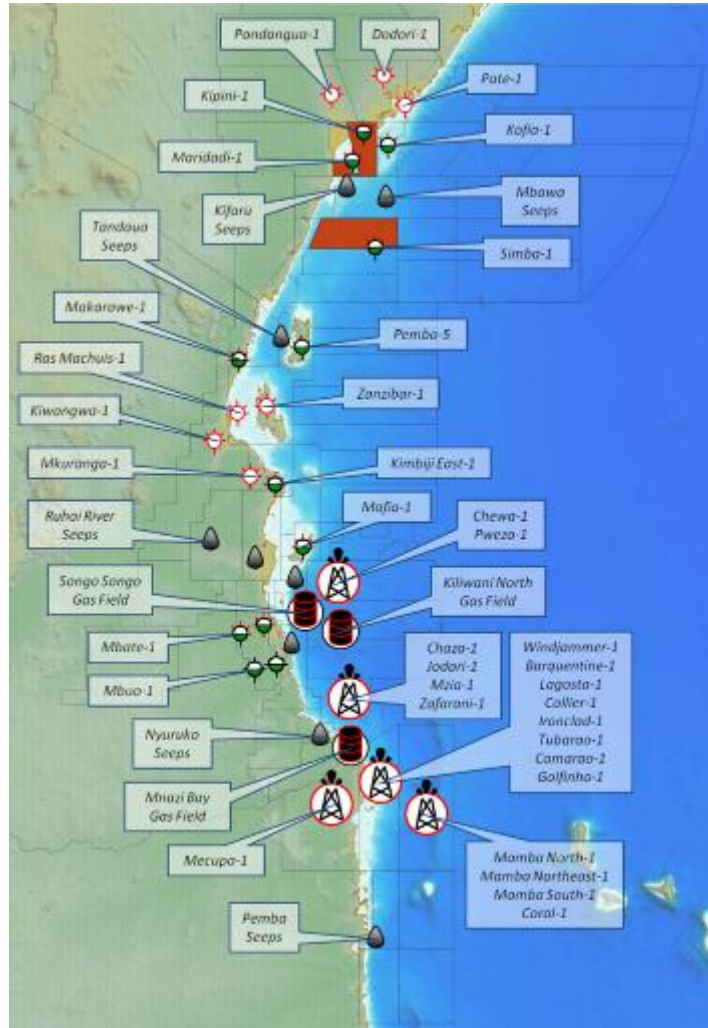 Pandangua-1
Dodori-1
Pate-1
Kipini-1
Kofia-1
Maridadi-1
Kifaru
Seeps
Mbawa
Seeps
Tandaua
Seeps
Simba-1
Makarawe-1
Pemba-5
Ras Machuis-1
Zanzibar-1
Kiwangwa-1
Mkuranga-1
Kimbiji East-1
Ruhai River
Seeps
Mafia-1
Chewa-1
Pweza-1
Songo Songo
Gas Field
Kiliwani North
Gas Field
Mbate-1
Mbuo-1
Chaza-1
Jodari-1
Mzia-1
Zafarani-1
Windjammer-1
Barquentine-1
Lagosta-1
Collier-1
Ironclad-1
Tubarao-1
Camarao-1
Golfinho-1
Nyuruko
Seeps
Mnazi Bay
Gas Field
Mecupa-1
Mamba North-1
Mamba Northeast-1
Mamba South-1
Coral-1
Pemba
Seeps